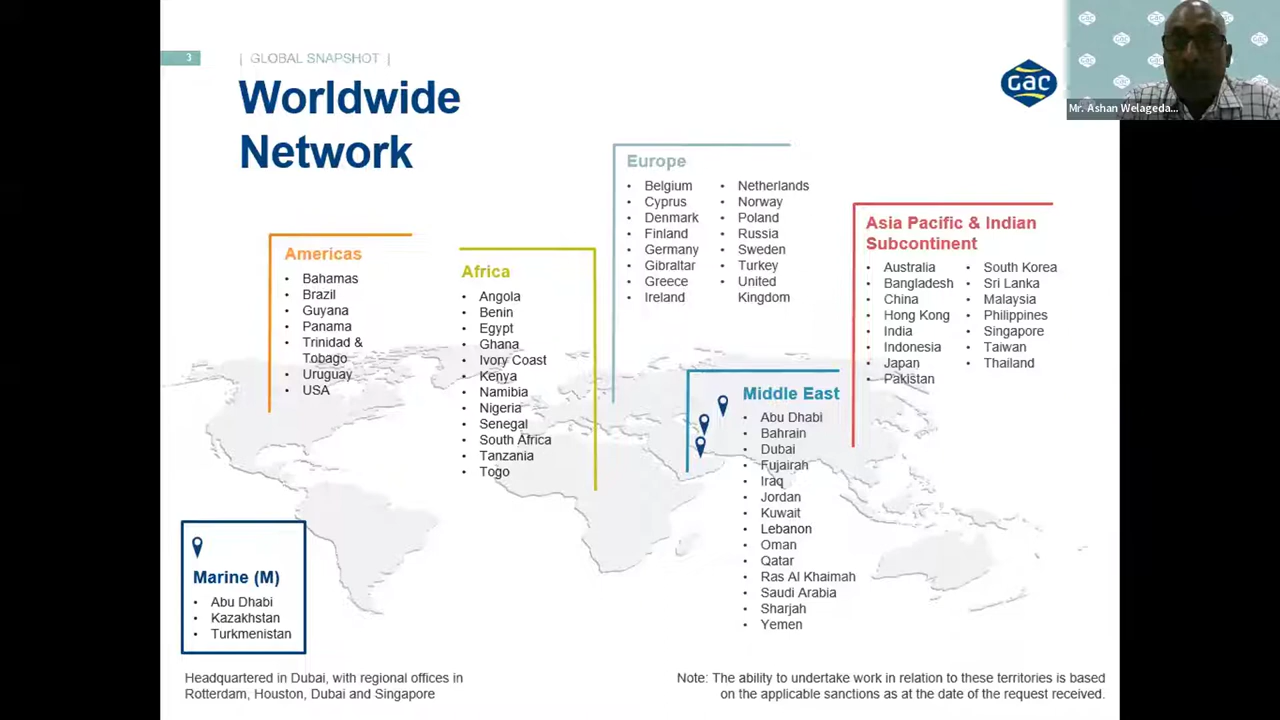 3
| GLOBAL SNAPSHOT |
Worldwide
Network
GAC
Mr. Ashan Welageda...
Americas
• Bahamas
• Brazil
• Guyana
• Panama
• Trinidad &
Tobago
• Uruguay
• USA
Africa
• Angola
• Benin
• Egypt
• Ghana
• Ivory Coast
• Kenya
• Namibia
• Nigeria
• Senegal
• South Africa
• Tanzania
• Togo
Europe
• Belgium
• Cyprus
• Denmark
• Finland
• Germany
• Gibraltar
• Greece
• Ireland
• Netherlands
• Norway
• Poland
• Russia
• Sweden
• Turkey
• United
Kingdom
Asia Pacific & Indian
Subcontinent
• Australia
• Bangladesh
• China
• Hong Kong
• India
• Indonesia
• Japan
• Pakistan
• South Korea
• Sri Lanka
• Malaysia
• Philippines
• Singapore
• Taiwan
• Thailand
Middle East
• Abu Dhabi
• Bahrain
• Dubai
• Fujairah
• Iraq
• Jordan
• Kuwait
• Lebanon
• Oman
• Qatar
• Ras Al Khaimah
• Saudi Arabia
• Sharjah
• Yemen
Marine (M)
• Abu Dhabi
• Kazakhstan
• Turkmenistan
Headquartered in Dubai, with regional offices in
Rotterdam, Houston, Dubai and Singapore
Note: The ability to undertake work in relation to these territories is based
on the applicable sanctions as at the date of the request received.